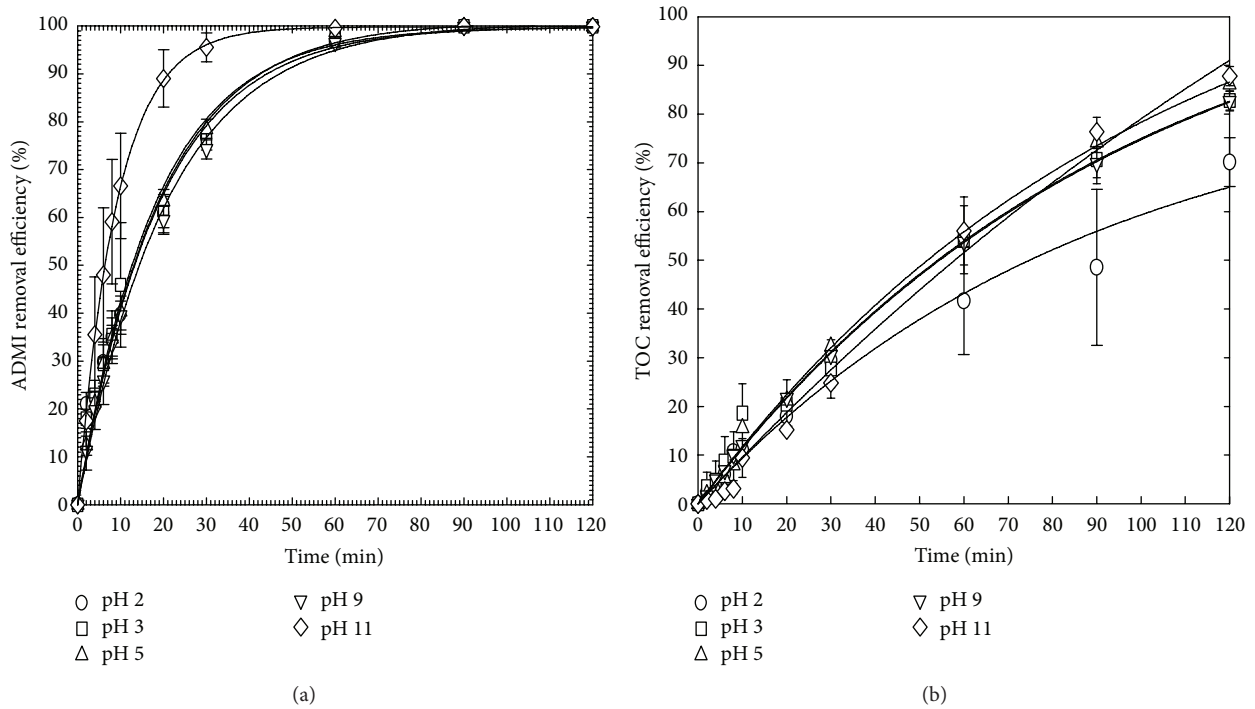 ADMI removal efficiency (%)
100
90
80
70
60
50
40
30
20
10
0
0 10 20 30 40 50 60 70 80 90 100 110 120
Time (min)
pH 2
pH 3
pH 5
pH 9
pH 11
(a)
TOC removal efficiency (%)
100
90
80
70
60
50
40
30
20
10
0
0 10 20 30 40 50 60 70 80 90 100 110 120
Time (min)
pH 2
pH 3
pH 5
pH 9
pH 11
(b)